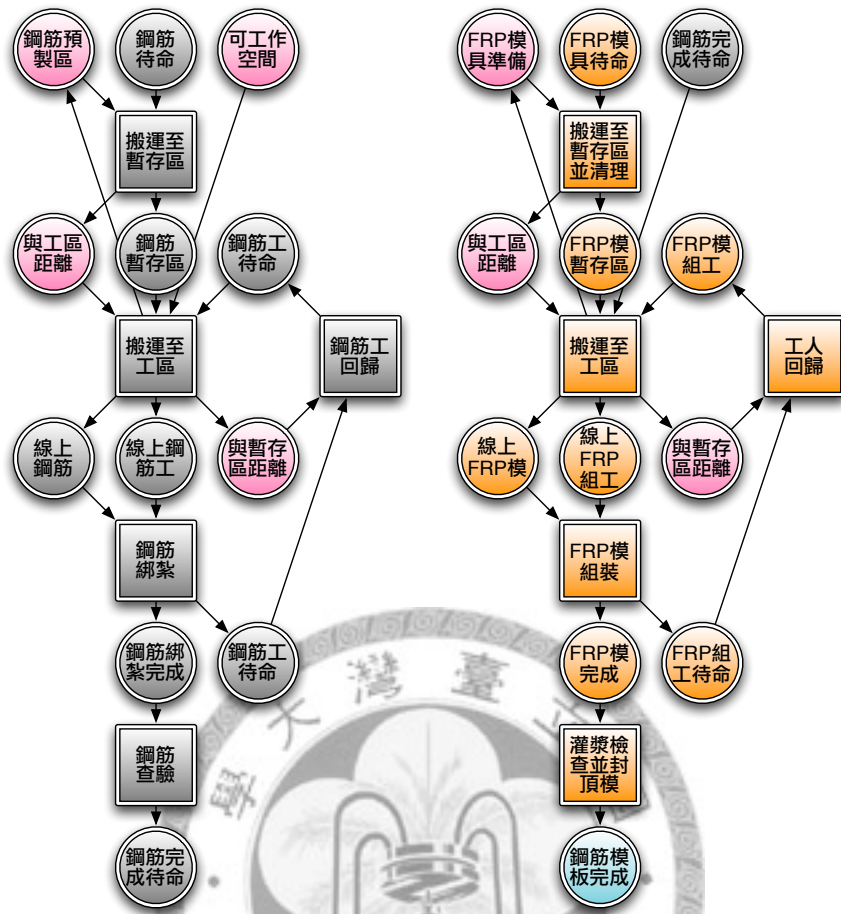 鋼筋預
製區
鋼筋
待命
可工作
空間
搬運至
暫存區
與工區
距離
鋼筋
暫存區
鋼筋工
待命
搬運至
工區
鋼筋工
回歸
線上
鋼筋
線上鋼
筋工
與暫存
區距離
鋼筋
綁紮
鋼筋綁
紮完成
鋼筋工
待命
鋼筋
查驗
鋼筋完
成待命
FRP模
具準備
FRP模
具待命
鋼筋完
成待命
搬運至
暫存區
並清理
與工區
距離
FRP模
暫存區
FRP模
組工
搬運至
工區
工人
回歸
線上
FRP模
線上
FRP
組工
與暫存
區距離
FRP模
組裝
FRP模
完成
FRP組
工待命
灌漿檢
查並封
頂模
鋼筋模
板完成
學大灣臺